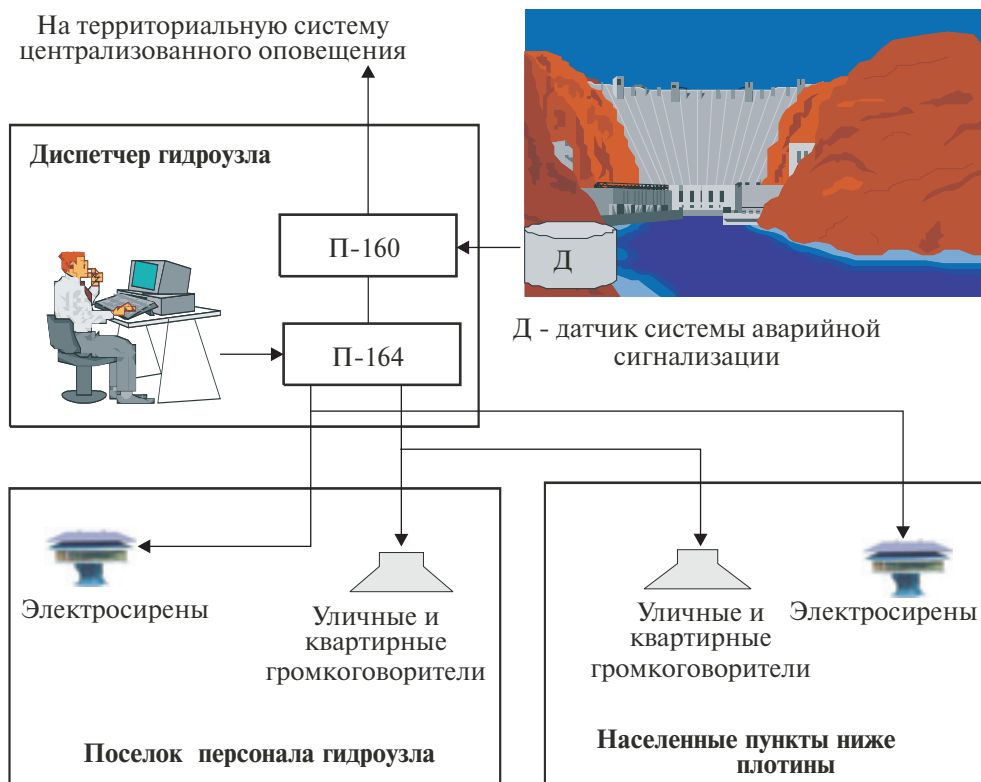 На территориальную систему
централизованного оповещения
Диспетчер гидроузла
П-160
Д
П-164
Д - датчик системы аварийной
сигнализации
Электросирены
Уличные и
квартирные
громкоговорители
Поселок персонала гидроузла
Уличные и
квартирные
громкоговорители
Электросирены
Населенные пункты ниже
плотины